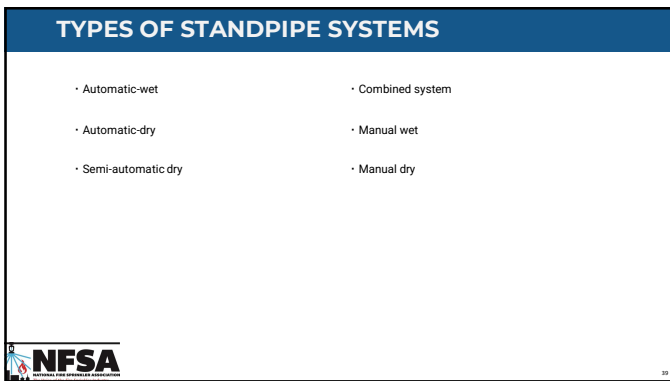 TYPES OF STANDPIPE SYSTEMS
· Automatic-wet
· Automatic-dry
· Semi-automatic dry
· Combined system
· Manual wet
· Manual dry
NFSA
NATIONAL FIRE SPRINKLER ASSOCIATION
39